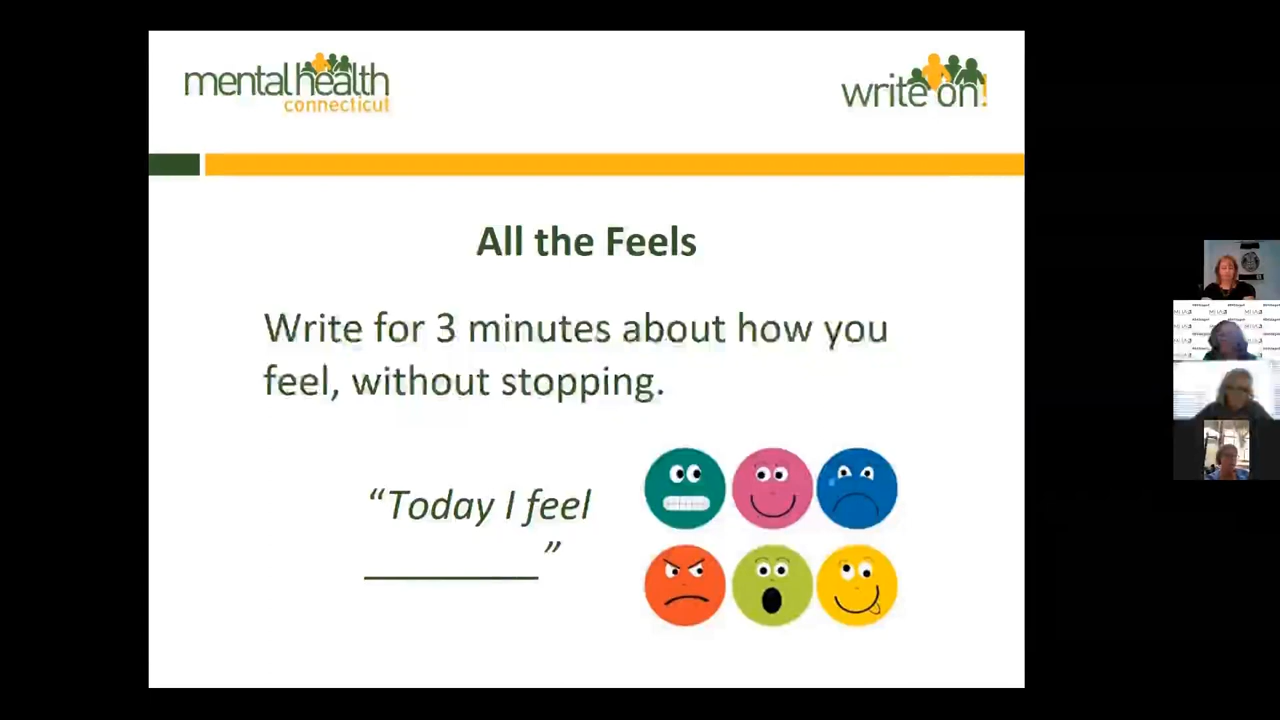 mental health
connecticut
write on!
All the Feels
Write for 3 minutes about how you
feel, without stopping.
“Today I feel
__________”